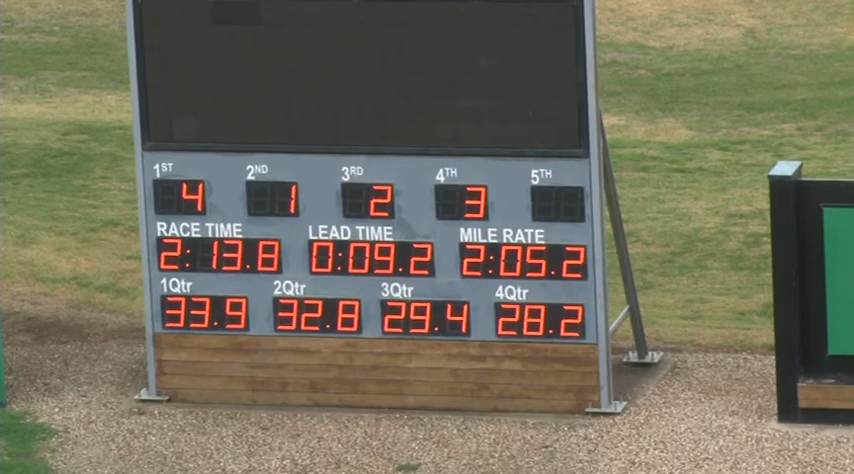 1ST 2ND 3RD 4TH 5TH
4 1 2 3
RACE TIME LEAD TIME MILE RATE
2:13.8 0:09.2 2:05.2
1Qtr 2Qtr 3Qtr 4Qtr
33.9 32.8 29.4 28.2